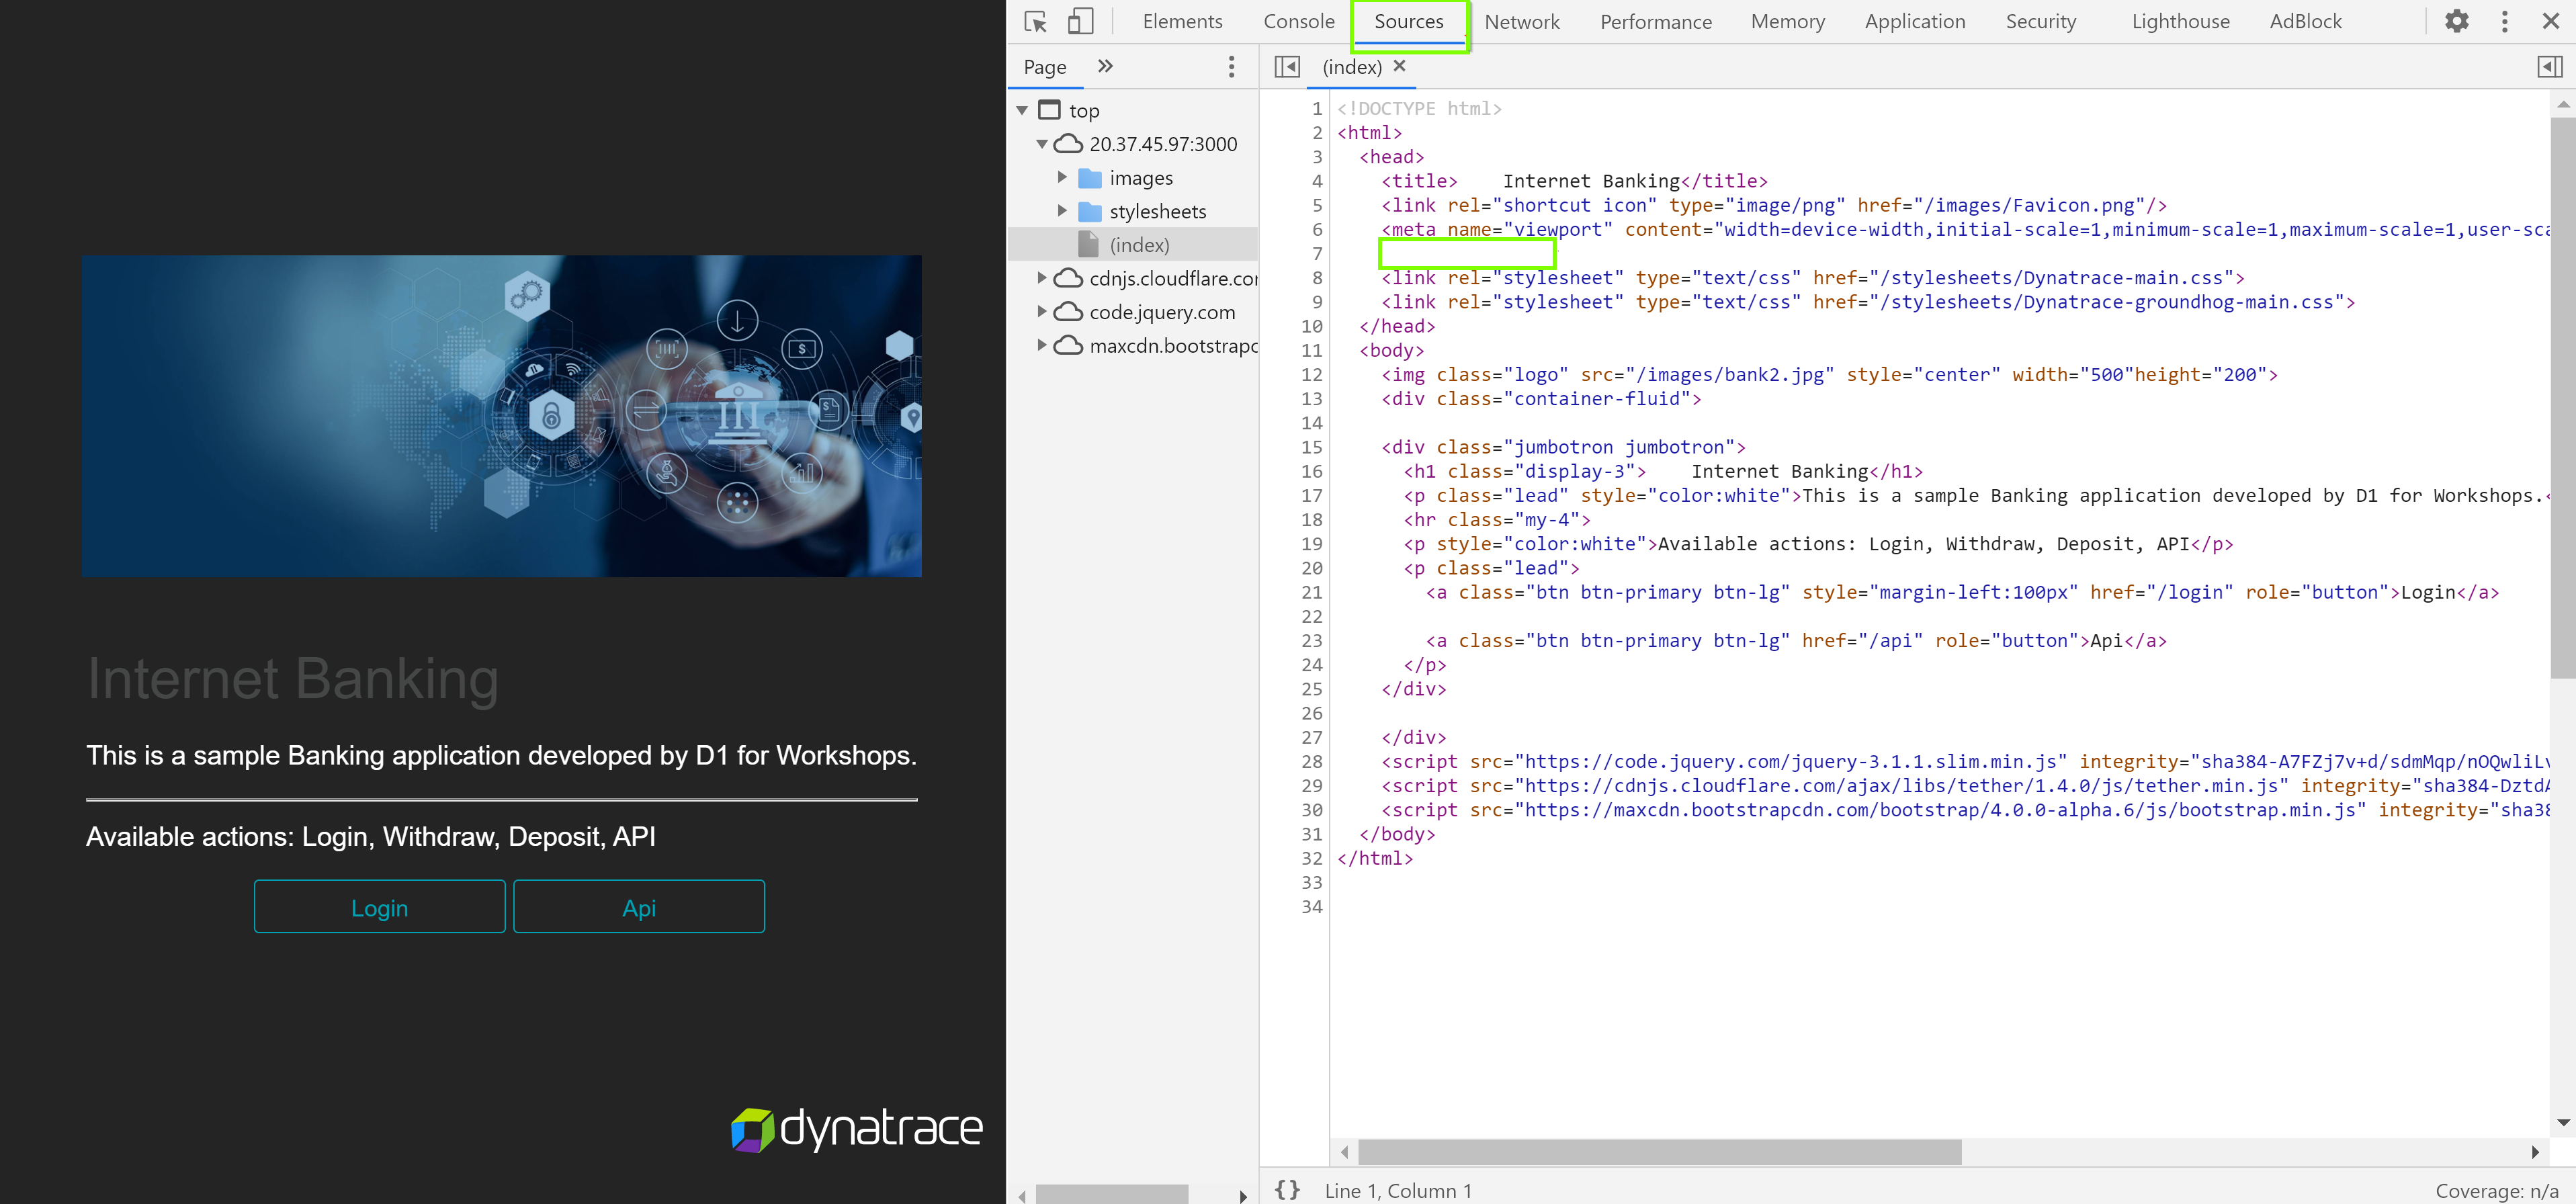 Internet Banking
This is a sample Banking application developed by D1 for Workshops.
Available actions: Login, Withdraw, Deposit, API
Login Api
dynatrace
Elements Console Sources Network Performance Memory Application Security Lighthouse AdBlock
Page
(index)
top
20.37.45.97:3000
images
stylesheets
(index)
cdnjs.cloudflare.co
code.jquery.com
maxcdn.bootstrapc
1 <!DOCTYPE html>
2 <html>
3 <head>
4 <title>    Internet Banking</title>
5 <link rel="shortcut icon" type="image/png" href="/images/Favicon.png"/>
6 <meta name="viewport" content="width=device-width,initial-scale=1,minimum-scale=1,maximum-scale=1,user-sca
7
8 <link rel="stylesheet" type="text/css" href="/stylesheets/Dynatrace-main.css">
9 <link rel="stylesheet" type="text/css" href="/stylesheets/Dynatrace-groundhog-main.css">
10 </head>
11 <body>
12 <img class="logo" src="/images/bank2.jpg" style="center" width="500"height="200">
13 <div class="container-fluid">
14
15 <div class="jumbotron jumbotron">
16 <h1 class="display-3">    Internet Banking</h1>
17 <p class="lead" style="color:white">This is a sample Banking application developed by D1 for Workshops.<
18 <hr class="my-4">
19 <p style="color:white">Available actions: Login, Withdraw, Deposit, API</p>
20 <p class="lead">
21 <a class="btn btn-primary btn-lg" style="margin-left:100px" href="/login" role="button">Login</a>
22
23 <a class="btn btn-primary btn-lg" href="/api" role="button">Api</a>
24 </p>
25 </div>
26
27 </div>
28 <script src="https://code.jquery.com/jquery-3.1.1.slim.min.js" integrity="sha384-A7FZj7v+d/sdmMqp/nOQwliLv
29 <script src="https://cdnjs.cloudflare.com/ajax/libs/tether/1.4.0/js/tether.min.js" integrity="sha384-DztdA
30 <script src="https://maxcdn.bootstrapcdn.com/bootstrap/4.0.0-alpha.6/js/bootstrap.min.js" integrity="sha38
31 </body>
32 </html>
33
34
{} Line 1, Column 1
Coverage: n/a